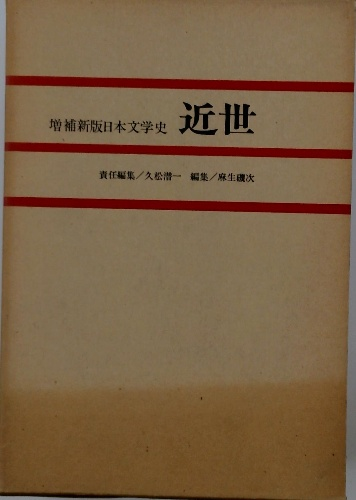 増補新版日本文学史 近世
責任編集／久松潜一 編集／麻生磯次